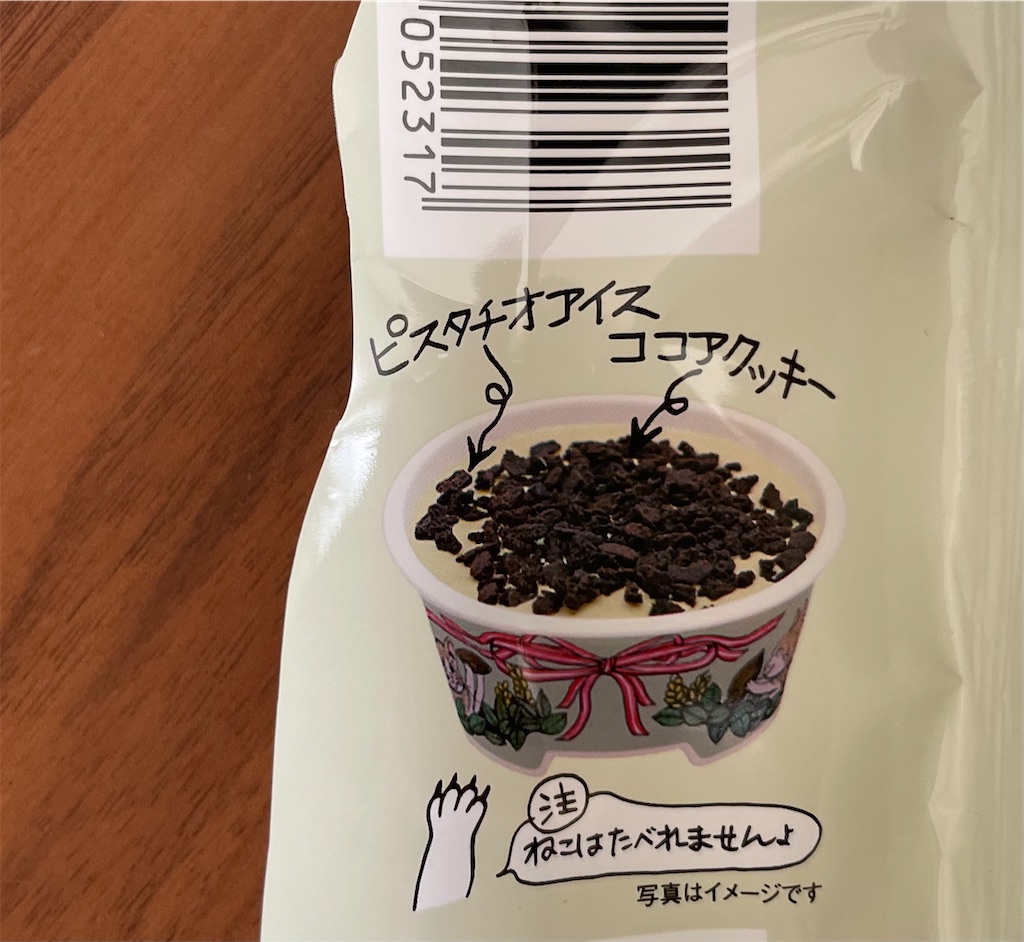 052317
ピスタチオアイス
ココアクッキー
注
ねこはたべれませんよ
写真はイメージです